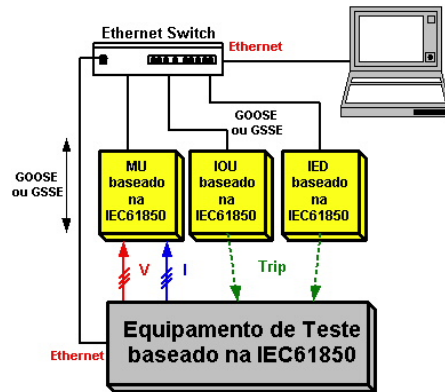 Ethernet Switch
Ethernet
GOOSE
ou GSSE
GOOSE
ou GSSE
MU
baseado
na
IEC61850
IOU
baseado
na
IEC61850
IED
baseado
na
IEC61850
V
I
Trip
Equipamento de Teste
baseado na IEC61850
Ethernet